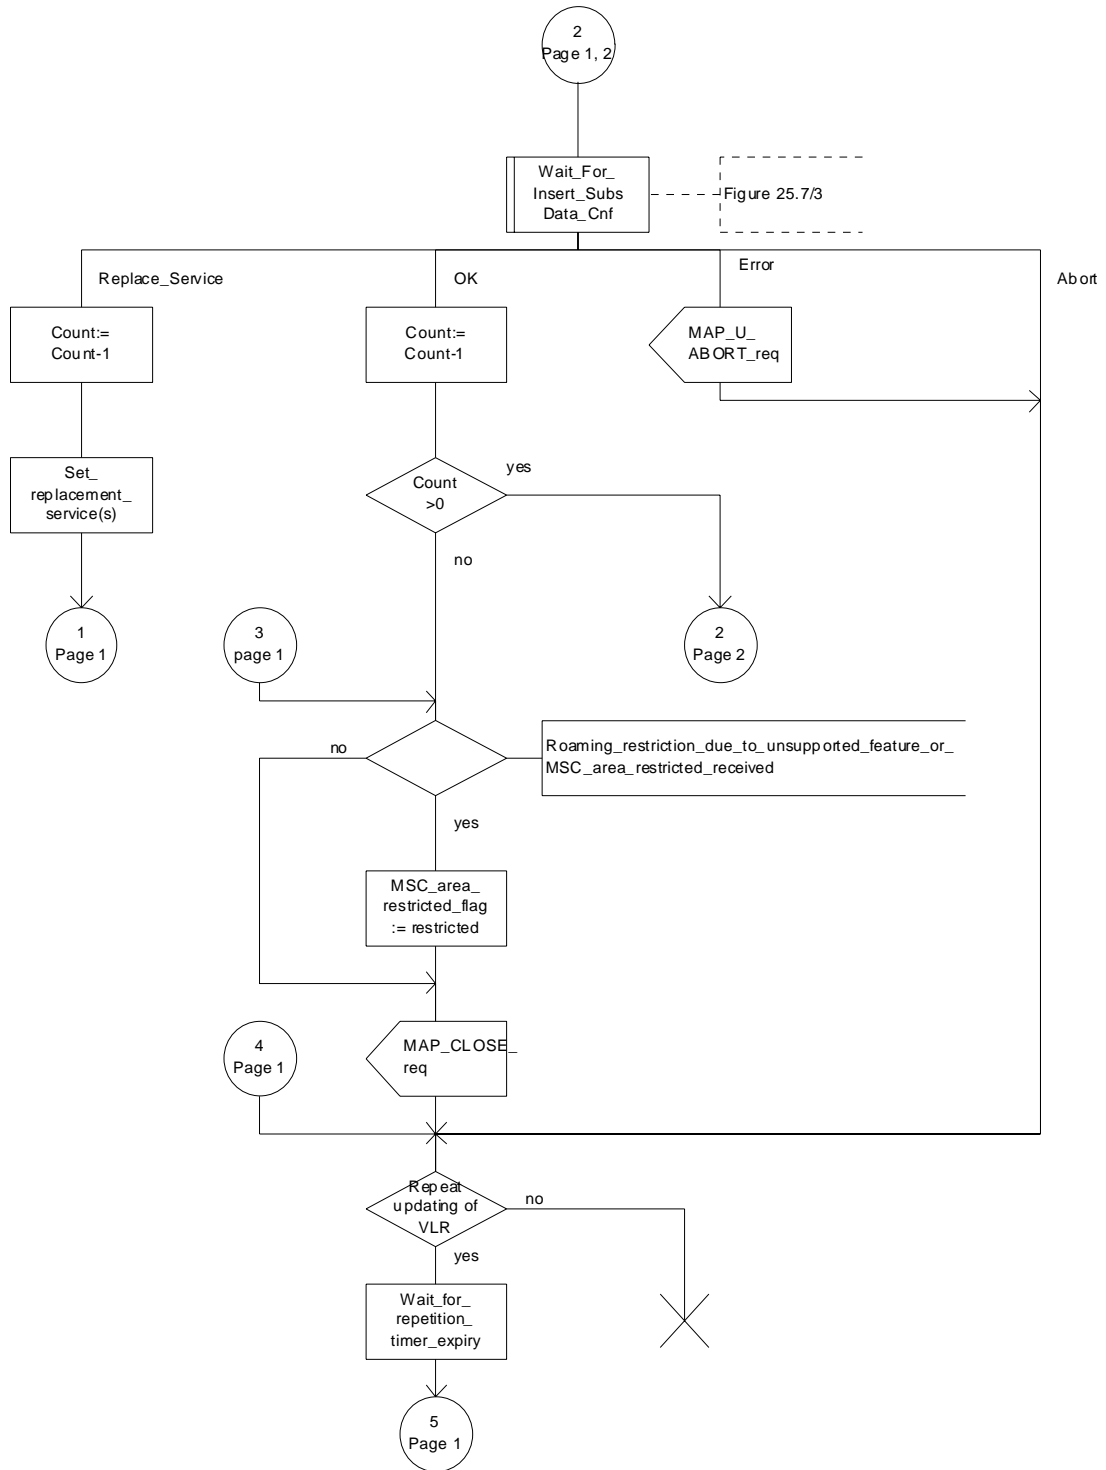 2
Page 1, 2
Wait_For_
Insert_Subs
Data_Cnf
Figure 25.7/3
Replace_Service
OK
Error
Abort
Count:=
Count-1
Count:=
Count-1
MAP_U_
ABORT_req
Set_
replacement_
service(s)
Count
>0
yes
no
1
Page 1
3
page 1
2
Page 2
no
Roaming_restriction_due_to_unsupported_feature_or_
MSC_area_restricted_received
yes
MSC_area_
restricted_flag
:= restricted
4
Page 1
MAP_CLOSE_
req
Repeat
updating of
VLR
no
yes
Wait_for_
repetition_
timer_expiry
5
Page 1